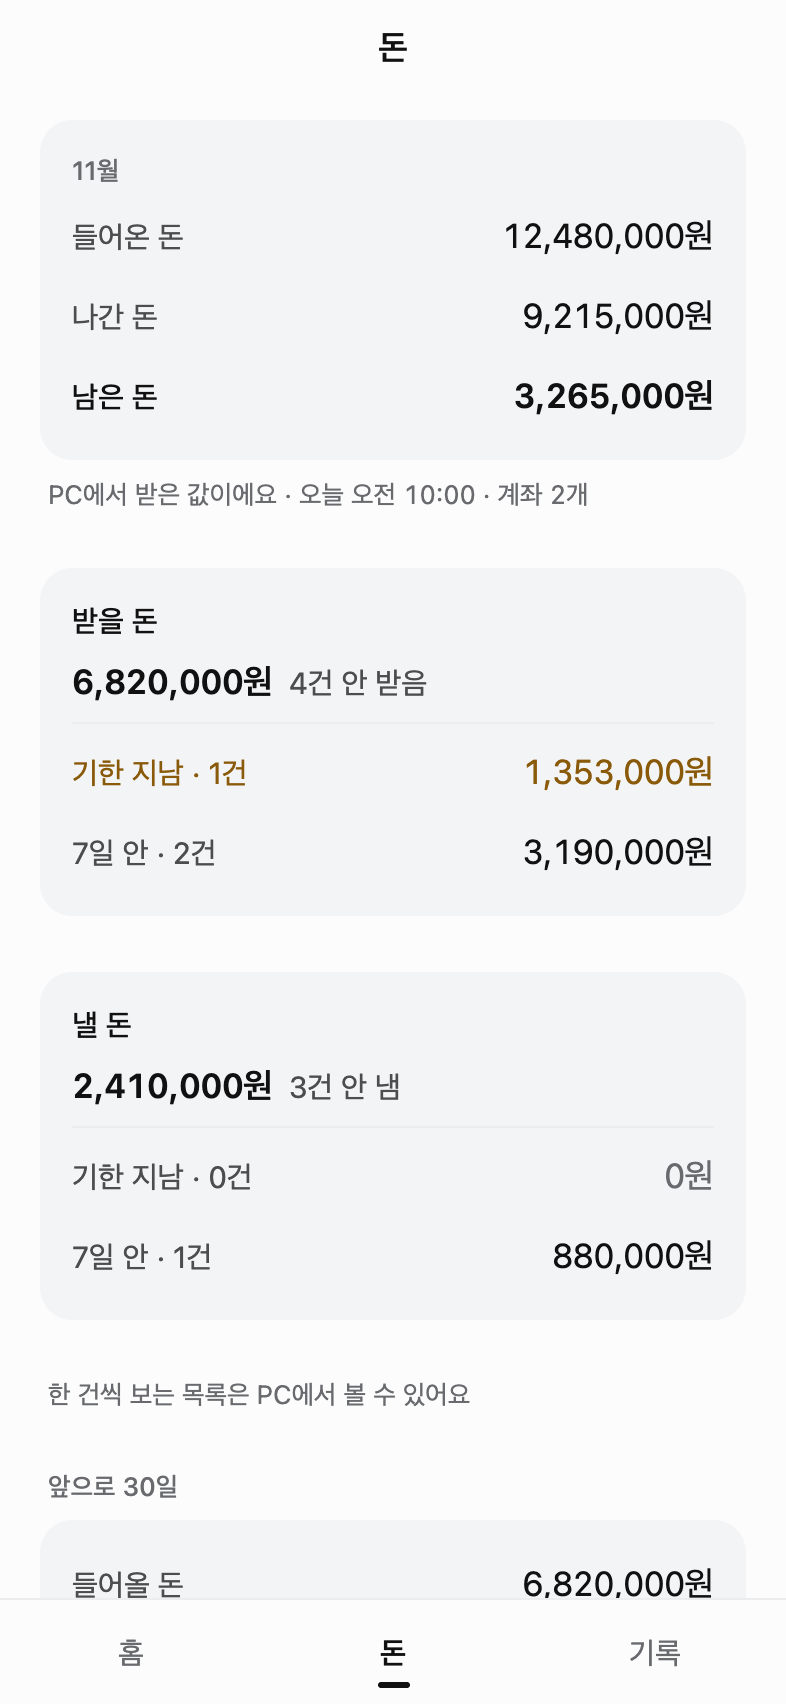 돈
11월
들어온 돈 12,480,000원
나간 돈 9,215,000원
남은 돈 3,265,000원
PC에서 받은 값이에요 · 오늘 오전 10:00 · 계좌 2개
받을 돈
6,820,000원 4건 안 받음
기한 지남 · 1건 1,353,000원
7일 안 · 2건 3,190,000원
낼 돈
2,410,000원 3건 안 냄
기한 지남 · 0건 0원
7일 안 · 1건 880,000원
한 건씩 보는 목록은 PC에서 볼 수 있어요
앞으로 30일
들어올 돈 6,820,000원
홈 돈 기록